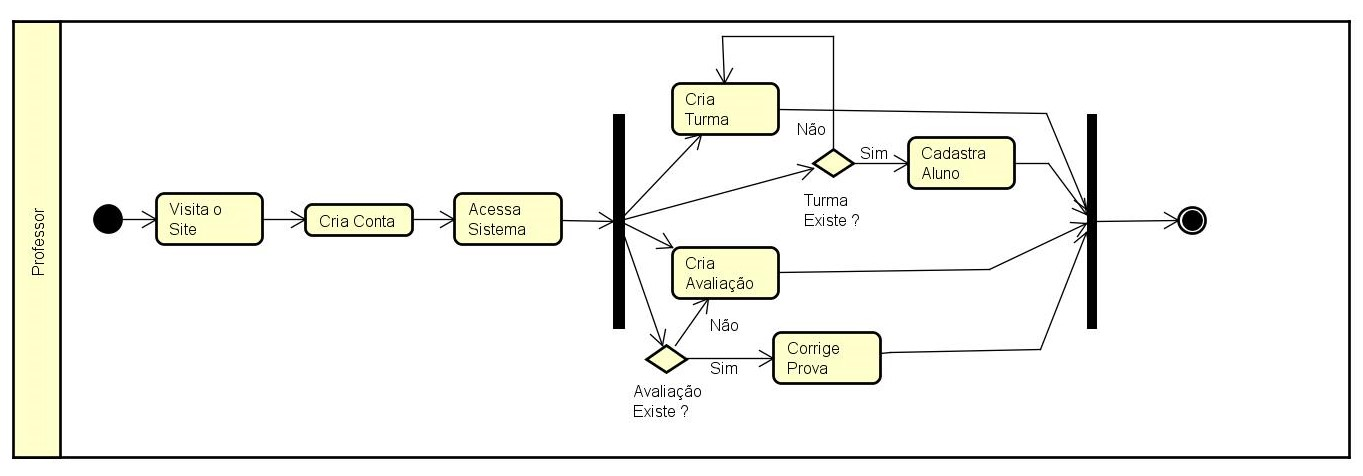 Professor
Visita o
Site
Cria Conta
Acessa
Sistema
Cria
Turma
Não
Sim
Turma
Existe ?
Cadastra
Aluno
Cria
Avaliação
Não
Sim
Avaliação
Existe ?
Corrige
Prova